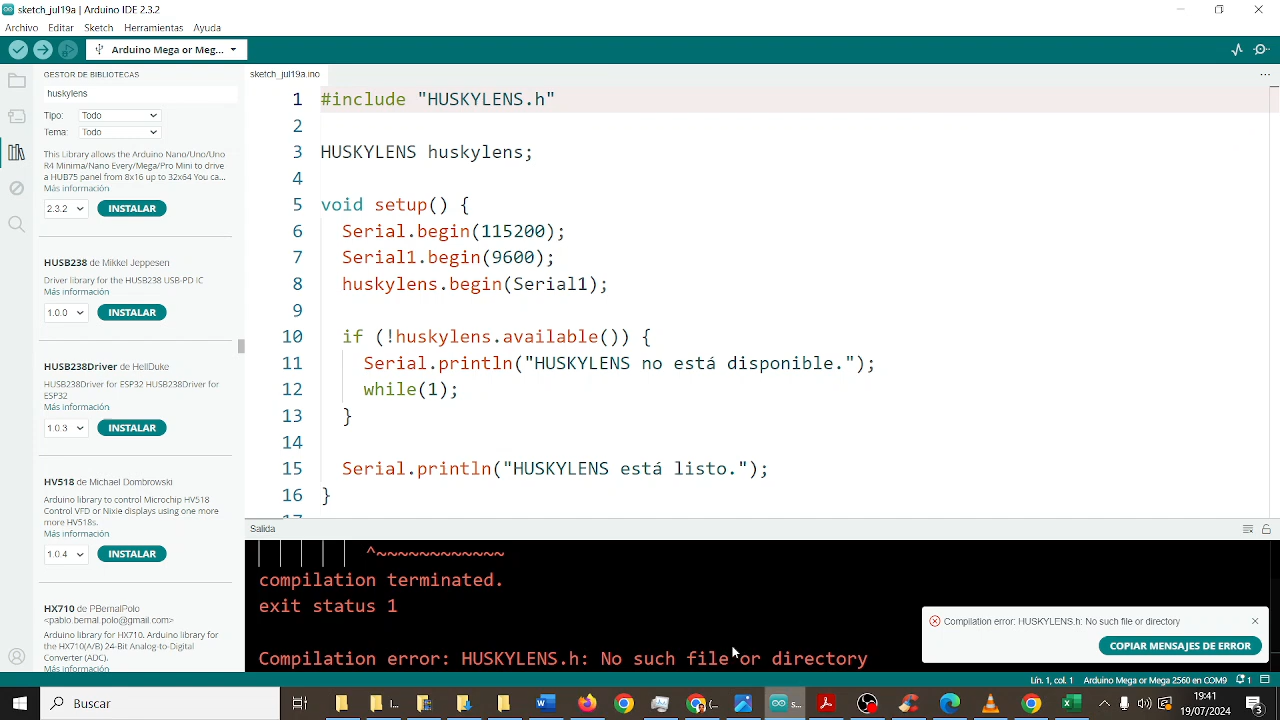 sketch_jul19a | Arduino IDE 2.3.2
Archivo Editar Sketch Herramientas Ayuda
Arduino Mega or Meg...
GESTOR DE BIBLIOTECAS
huskylens
Tipo: Todo
Tema: Todo
This Library allows the Arduino Nano/Uno/Uno
R4 Minima/Nano Every/Mega/Pro Mini to drive
a HUB75 panel from 8x16 up to 32x64 You ca...
Más información
2.3.2 INSTALAR
HUSB238 de Mikkel Jeppesen
Driver library for the HUSB238 USB-PD IC
Más información
1.0.0 INSTALAR
HUSB238Driver de HellDuke
HUSB238Driver for ESP32 HUSB238Driver for
ESP32
Más información
1.0.3 INSTALAR
HV518 de Michael Dombrowski
Arduino library to control Microchip HV518
Control VFD or Nixie displays using one more
more HV518s.
Más información
1.0.4 INSTALAR
HX710 de PBernalPolo
<pablo.bernal.polo@gmail.com>
Arduino library for HX710. Arduino library for
the HX710(A/B) 24-Bit Analog-to-Digital
Converter (ADC).
Más información
sketch_jul19a.ino
1 #include "HUSKYLENS.h"
2
3 HUSKYLENS huskylens;
4
5 void setup() {
6 Serial.begin(115200);
7 Serial1.begin(9600);
8 huskylens.begin(Serial1);
9
10 if (!huskylens.available()) {
11 Serial.println("HUSKYLENS no está disponible.");
12 while(1);
13 }
14
15 Serial.println("HUSKYLENS está listo.");
16 }
17
Salida
^~~~~~~~~~~~~
compilation terminated.
exit status 1
Compilation error: HUSKYLENS.h: No such file or directory
Compilation error: HUSKYLENS.h: No such file or directory
COPIAR MENSAJES DE ERROR
Lín. 1, col. 1 Arduino Mega or Mega 2560 en COM9 1
Buscar
19:41
19/07/2024
3